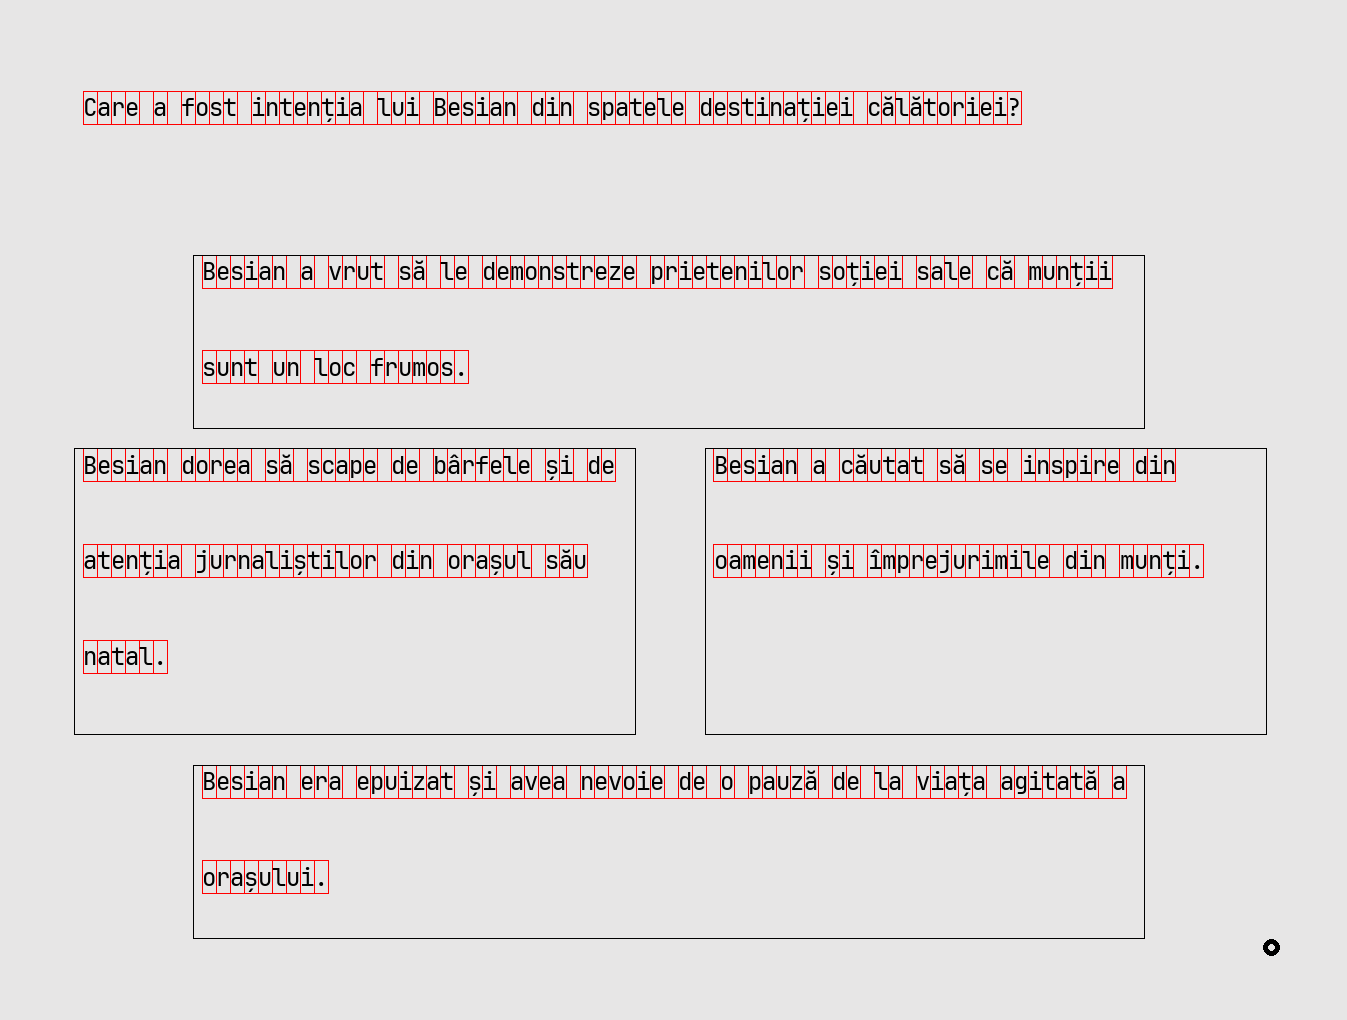 Care a fost intenția lui Besian din spatele destinației călătoriei?
Besian a vrut să le demonstreze prietenilor soției sale că munții
sunt un loc frumos.
Besian dorea să scape de bârfele și de
atenția jurnaliștilor din orașul său
natal.
Besian a căutat să se inspire din
oamenii și împrejurimile din munți.
Besian era epuizat și avea nevoie de o pauză de la viața agitată a
orașului.